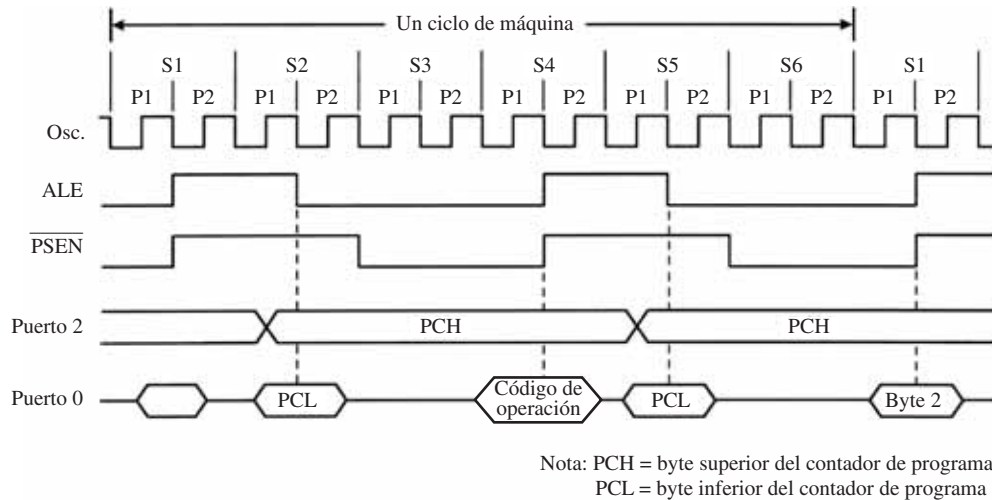 Un ciclo de máquina
S1 S2 S3 S4 S5 S6 S1
P1 P2 P1 P2 P1 P2 P1 P2 P1 P2 P1 P2 P1 P2
Osc.
ALE
PSEN
Puerto 2 PCH PCH
Puerto 0 PCL Código de operación PCL Byte 2
Nota: PCH = byte superior del contador de programa
PCL = byte inferior del contador de programa